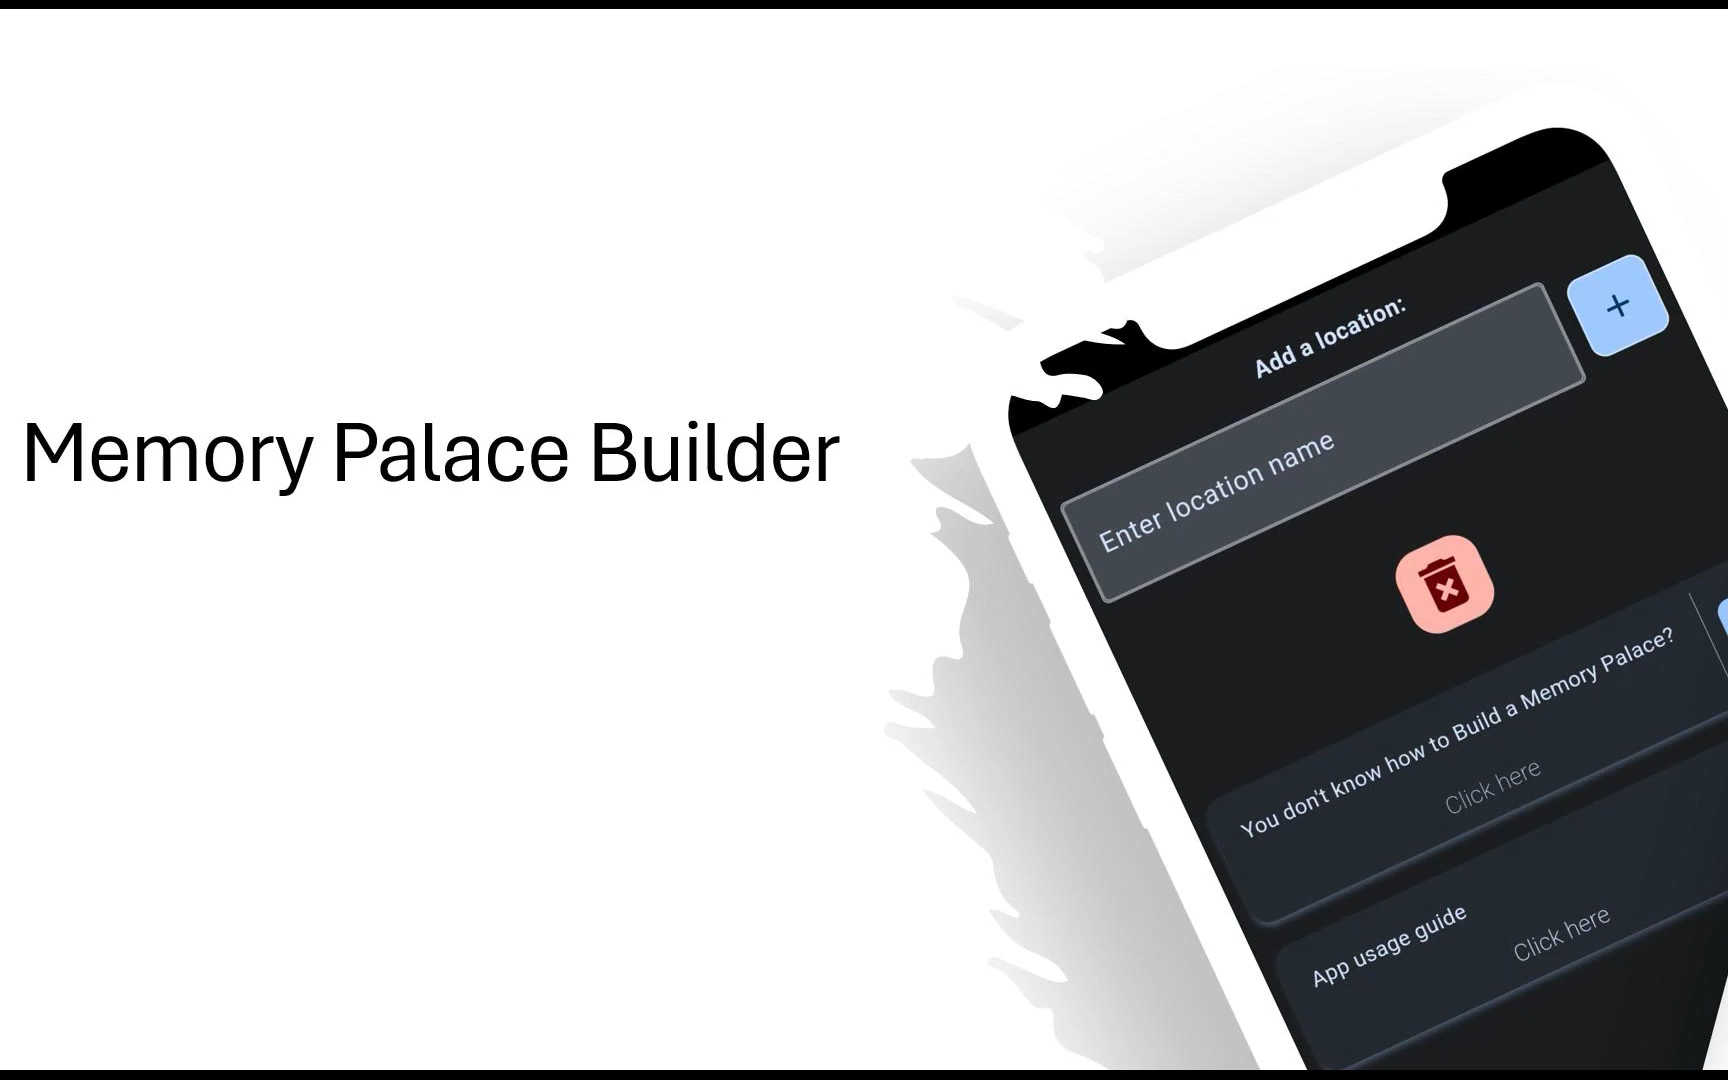 Memory Palace Builder
Add a location:
Enter location name
You don't know how to Build a Memory Palace?
Click here
App usage guide
Click here